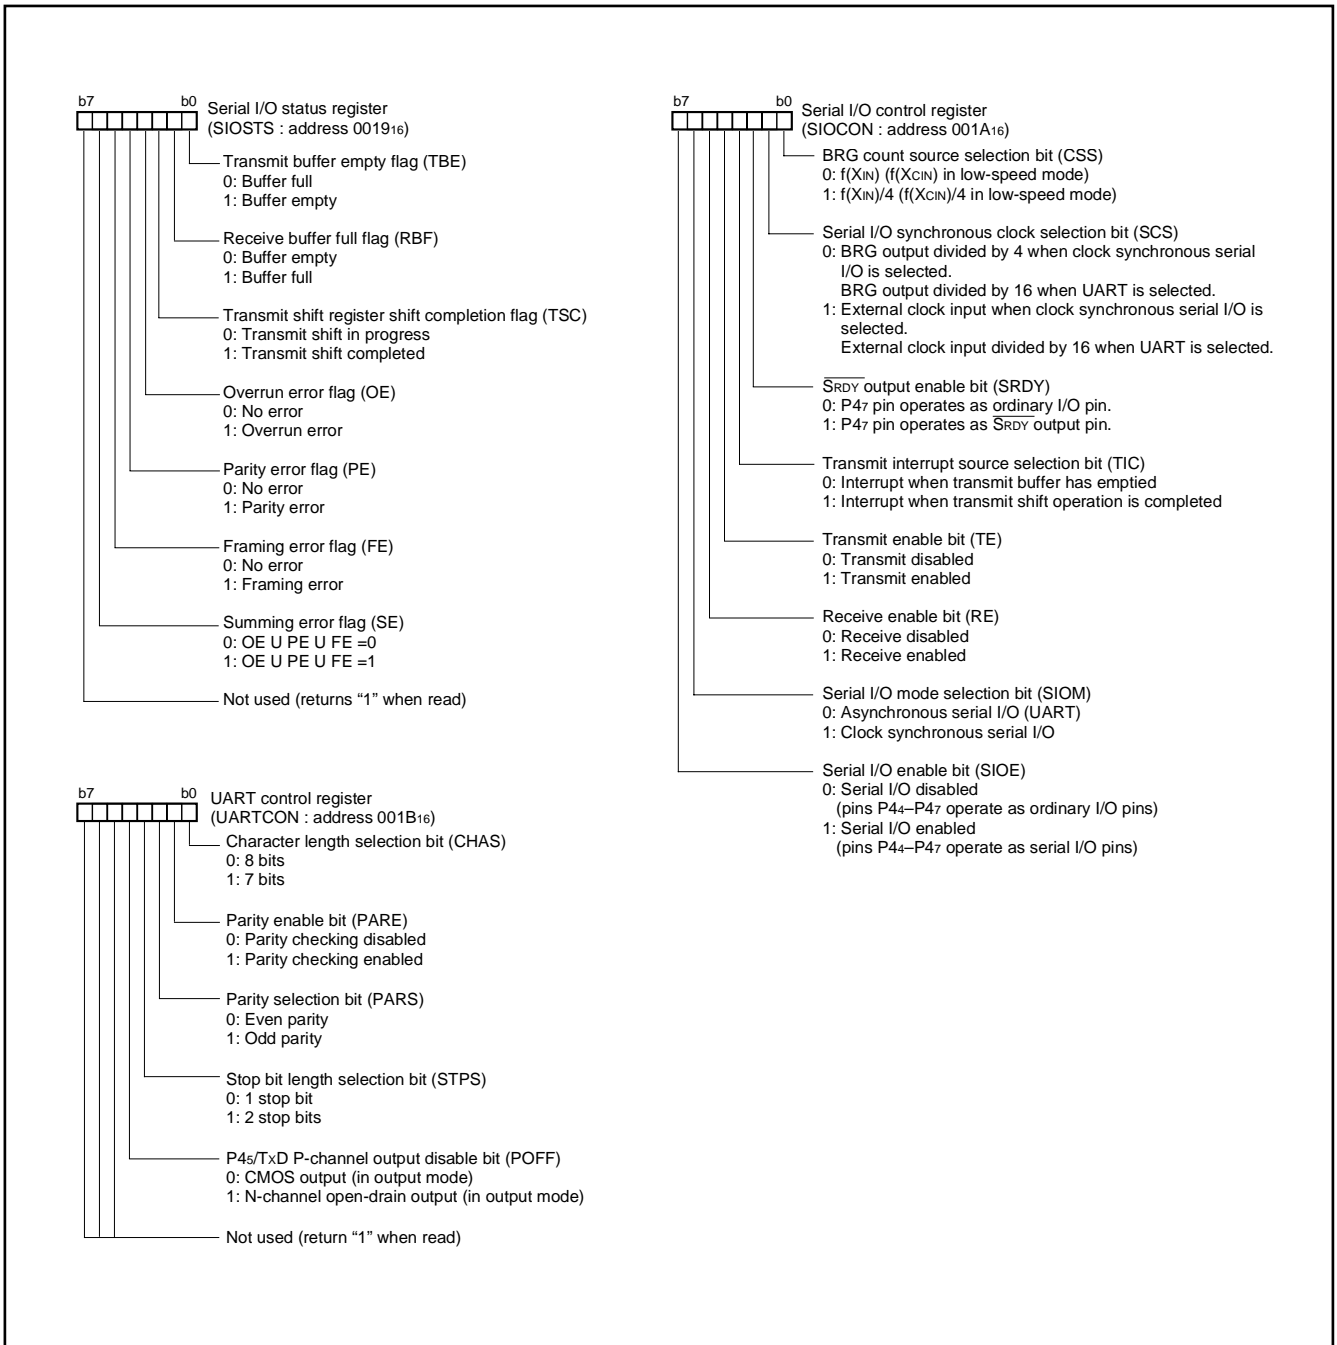 b7 b0 Serial I/O status register
(SIOSTS : address 0019₁₆)
Transmit buffer empty flag (TBE)
0: Buffer full
1: Buffer empty
Receive buffer full flag (RBF)
0: Buffer empty
1: Buffer full
Transmit shift register shift completion flag (TSC)
0: Transmit shift in progress
1: Transmit shift completed
Overrun error flag (OE)
0: No error
1: Overrun error
Parity error flag (PE)
0: No error
1: Parity error
Framing error flag (FE)
0: No error
1: Framing error
Summing error flag (SE)
0: OE U PE U FE =0
1: OE U PE U FE =1
Not used (returns “1” when read)
b7 b0 UART control register
(UARTCON : address 001B₁₆)
Character length selection bit (CHAS)
0: 8 bits
1: 7 bits
Parity enable bit (PARE)
0: Parity checking disabled
1: Parity checking enabled
Parity selection bit (PARS)
0: Even parity
1: Odd parity
Stop bit length selection bit (STPS)
0: 1 stop bit
1: 2 stop bits
P4₅/TxD P-channel output disable bit (POFF)
0: CMOS output (in output mode)
1: N-channel open-drain output (in output mode)
Not used (return “1” when read)
b7 b0 Serial I/O control register
(SIOCON : address 001A₁₆)
BRG count source selection bit (CSS)
0: f(XIN) (f(XCIN) in low-speed mode)
1: f(XIN)/4 (f(XCIN)/4 in low-speed mode)
Serial I/O synchronous clock selection bit (SCS)
0: BRG output divided by 4 when clock synchronous serial
I/O is selected.
BRG output divided by 16 when UART is selected.
1: External clock input when clock synchronous serial I/O is
selected.
External clock input divided by 16 when UART is selected.
S̅R̅D̅Y̅ output enable bit (SRDY)
0: P4₇ pin operates as ordinary I/O pin.
1: P4₇ pin operates as S̅R̅D̅Y̅ output pin.
Transmit interrupt source selection bit (TIC)
0: Interrupt when transmit buffer has emptied
1: Interrupt when transmit shift operation is completed
Transmit enable bit (TE)
0: Transmit disabled
1: Transmit enabled
Receive enable bit (RE)
0: Receive disabled
1: Receive enabled
Serial I/O mode selection bit (SIOM)
0: Asynchronous serial I/O (UART)
1: Clock synchronous serial I/O
Serial I/O enable bit (SIOE)
0: Serial I/O disabled
(pins P4₄–P4₇ operate as ordinary I/O pins)
1: Serial I/O enabled
(pins P4₄–P4₇ operate as serial I/O pins)